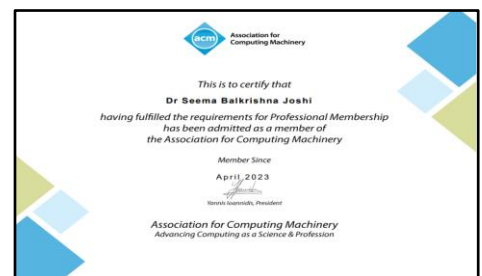 acm
Association for
Computing Machinery
This is to certify that
Dr Seema Balkrishna Joshi
having fulfilled the requirements for Professional Membership
has been admitted as a member of
the Association for Computing Machinery
Member Since
April 2023
Yannis Ioannidis, President
Association for Computing Machinery
Advancing Computing as a Science & Profession